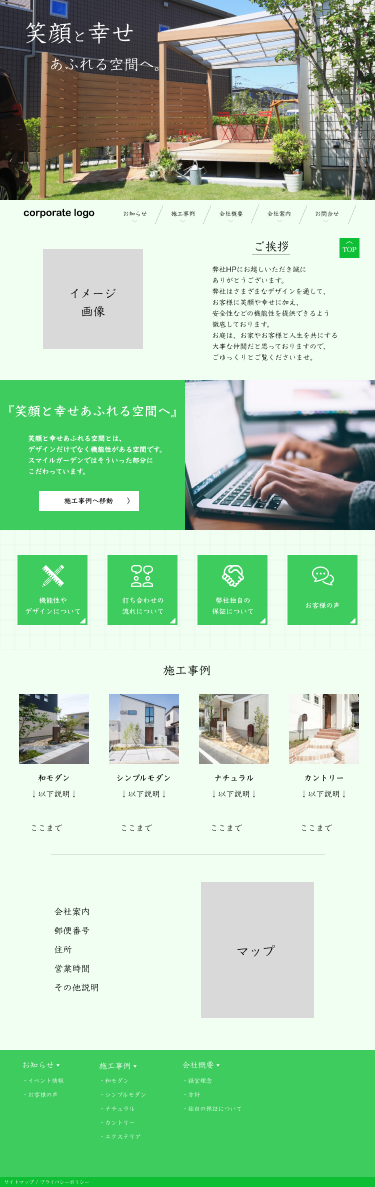 笑顔と幸せ
あふれる空間へ。
corporate logo
お知らせ 施工事例 会社概要 会社案内 お問合せ
TOP
ご挨拶
イメージ
画像
弊社HPにお越しいただき誠に
ありがとうございます。
弊社はさまざまなデザインを通して、
お客様に笑顔や幸せに加え、
安全性などの機能性を提供できるよう
徹底しております。
お庭は、お家やお客様と人生を共にする
大事な仲間だと思っておりますので、
ごゆっくりとご覧くださいませ。
『笑顔と幸せあふれる空間へ』
笑顔と幸せあふれる空間とは、
デザインだけでなく機能性がある空間です。
スマイルガーデンではそういった部分に
こだわっています。
施工事例へ移動 〉
機能性や
デザインについて
打ち合わせの
流れについて
弊社独自の
保証について
お客様の声
施工事例
和モダン シンプルモダン ナチュラル カントリー
↓以下説明↓ ↓以下説明↓ ↓以下説明↓ ↓以下説明↓
ここまで ここまで ここまで ここまで
会社案内
郵便番号
住所
営業時間
その他説明
マップ
お知らせ▼
・イベント情報
・お客様の声
施工事例▼
・和モダン
・シンプルモダン
・ナチュラル
・カントリー
・エクステリア
会社概要▼
・経営理念
・方針
・独自の保証について
サイトマップ / プライバシーポリシー